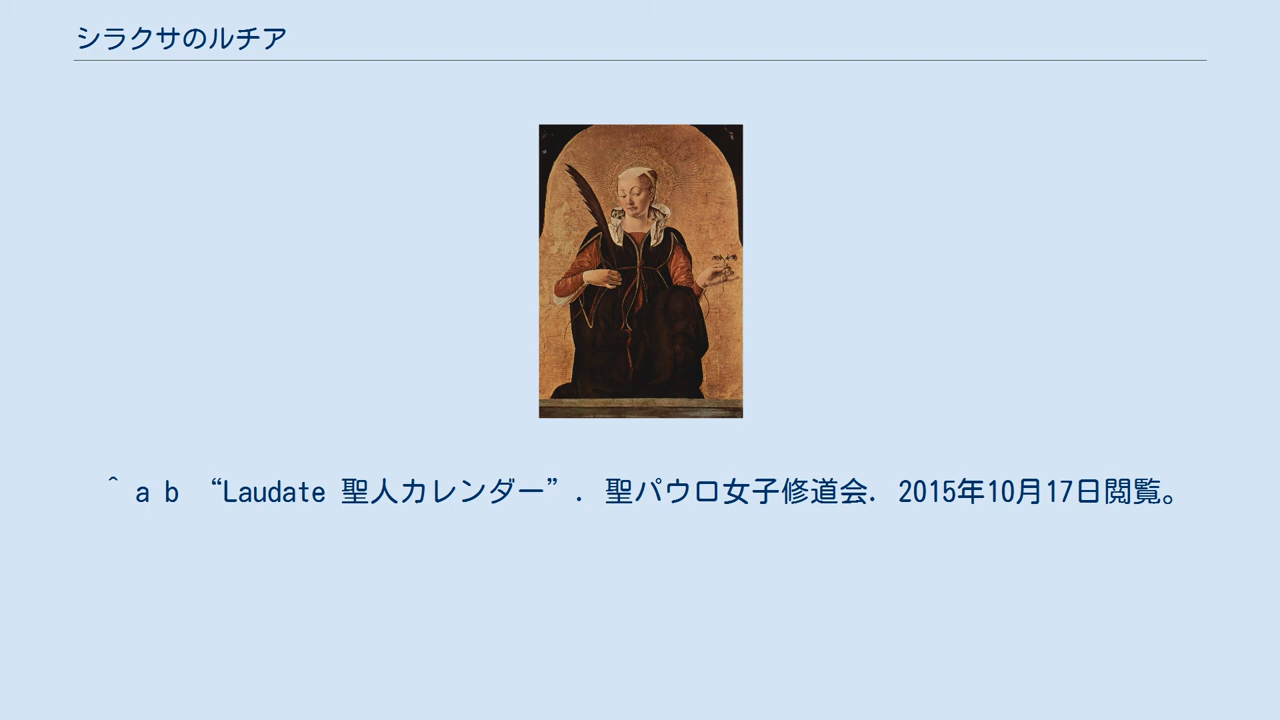 シラクサのルチア
^ a b “Laudate 聖人カレンダー”. 聖パウロ女子修道会. 2015年10月17日閲覧。